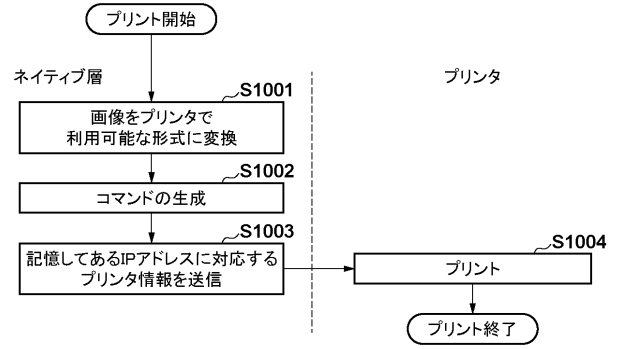 プリント開始
ネイティブ層
プリンタ
S1001
画像をプリンタで
利用可能な形式に変換
S1002
コマンドの生成
S1003
記憶してあるIPアドレスに対応する
プリンタ情報を送信
S1004
プリント
プリント終了